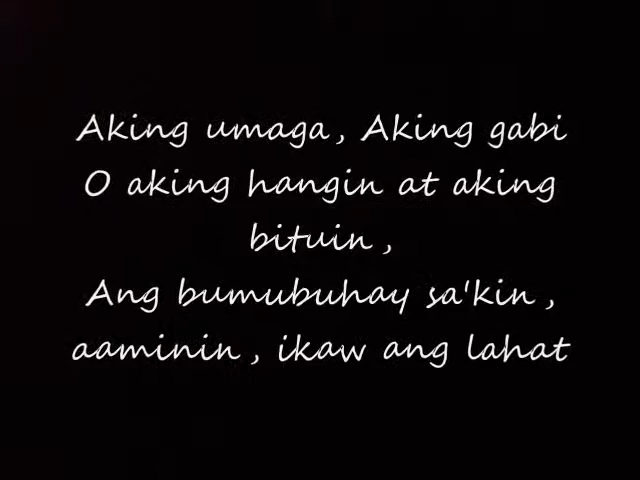 Aking umaga, Aking gabi
O aking hangin at aking
bituin,
Ang bumubuhay sa'kin,
aaminin, ikaw ang lahat